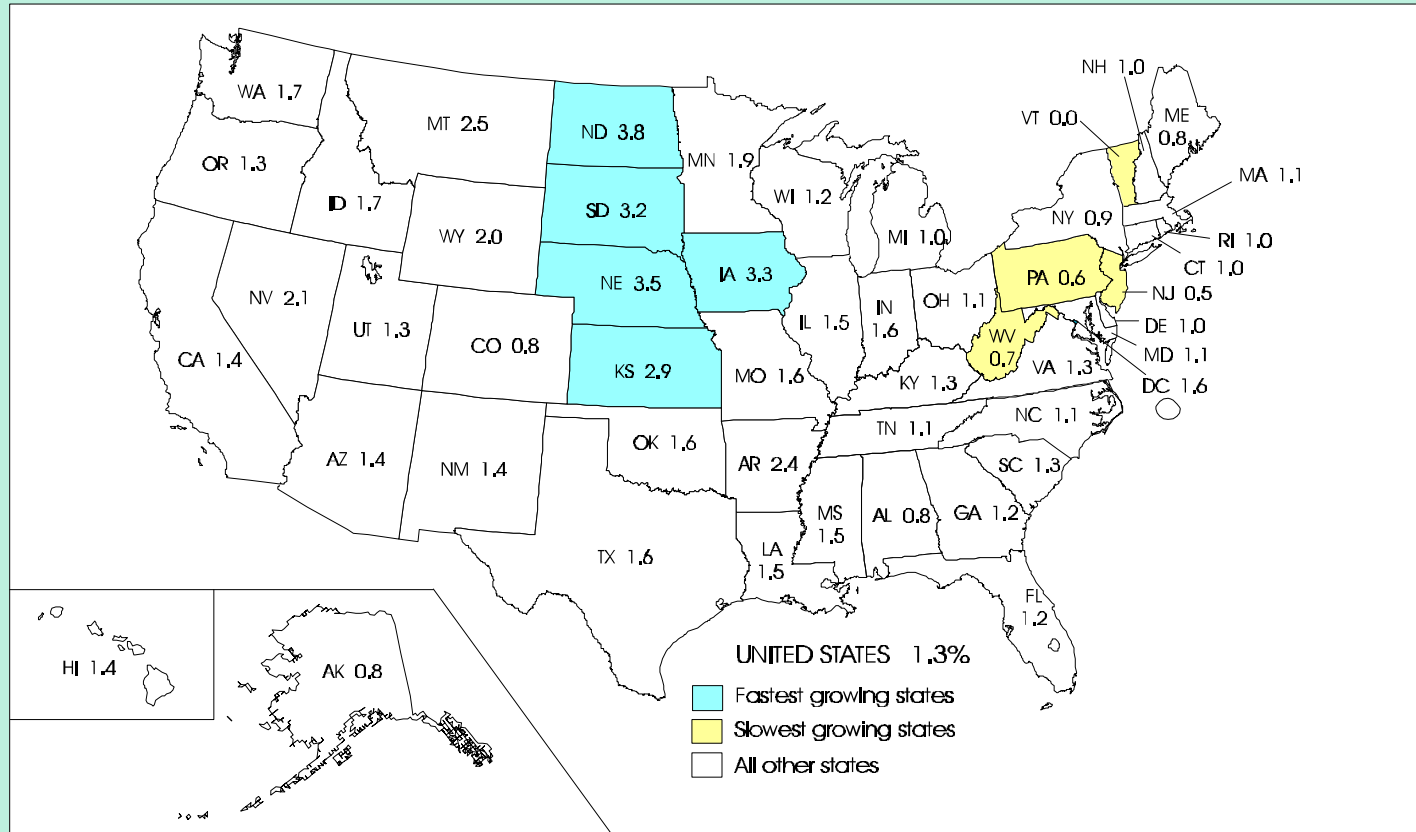 WA 1.7
MT 2.5
ND 3.8
MN 1.9
NH 1.0
VT 0.0
ME
0.8
OR 1.3
ID 1.7
WY 2.0
SD 3.2
WI 1.2
MI 1.0
NY 0.9
MA 1.1
RI 1.0
CT 1.0
NV 2.1
UT 1.3
CO 0.8
NE 3.5
IA 3.3
IL 1.5
IN
1.6
OH 1.1
PA 0.6
NJ 0.5
DE 1.0
MD 1.1
DC 1.6
CA 1.4
KS 2.9
MO 1.6
KY 1.3
WV
0.7
VA 1.3
AZ 1.4
NM 1.4
OK 1.6
AR 2.4
TN 1.1
NC 1.1
SC 1.3
TX 1.6
LA
1.5
MS
1.5
AL 0.8
GA 1.2
FL
1.2
HI 1.4
AK 0.8
UNITED STATES 1.3%
Fastest growing states
Slowest growing states
All other states